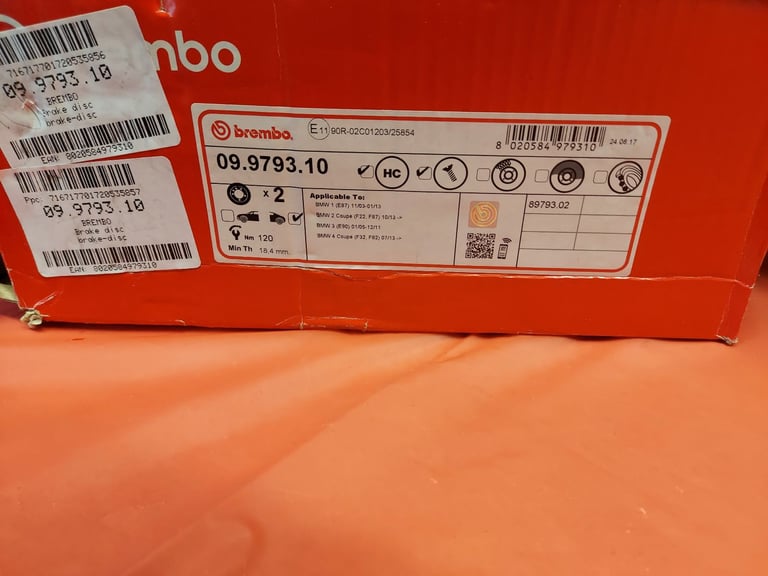 mbo
716717701720535856
09.9793.10
BREMBO
Brake disc
brake-disc
EAN: 8020584979310
Ppc: 716717701720535857
09.9793.10
BREMBO
Brake disc
brake-disc
EAN: 8020584979310
brembo.
E11 90R-02C01203/25854
8 020584 979310
24 08 17
09.9793.10
HC
x 2
Nm 120
Min Th 18,4 mm.
Applicable To:
BMW 1 (E87) 11/03-01/13
BMW 2 Coupe (F22, F87) 10/13 ->
BMW 3 (E90) 01/05-12/11
BMW 4 Coupe (F32, F82) 07/13 ->
89793.02